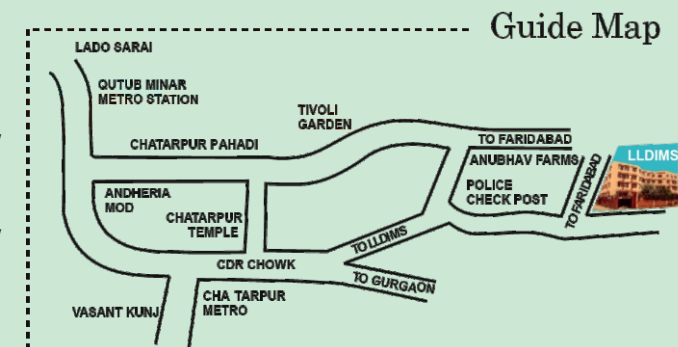 Guide Map
LADO SARAI
QUTUB MINAR
METRO STATION
TIVOLI
GARDEN
CHATARPUR PAHADI
TO FARIDABAD
ANUBHAV FARMS
LLDIMS
POLICE
CHECK POST
TO FARIDABAD
ANDHERIA
MOD
CHATARPUR
TEMPLE
TO LLDIMS
CDR CHOWK
TO GURGAON
CHA TARPUR
METRO
VASANT KUNJ